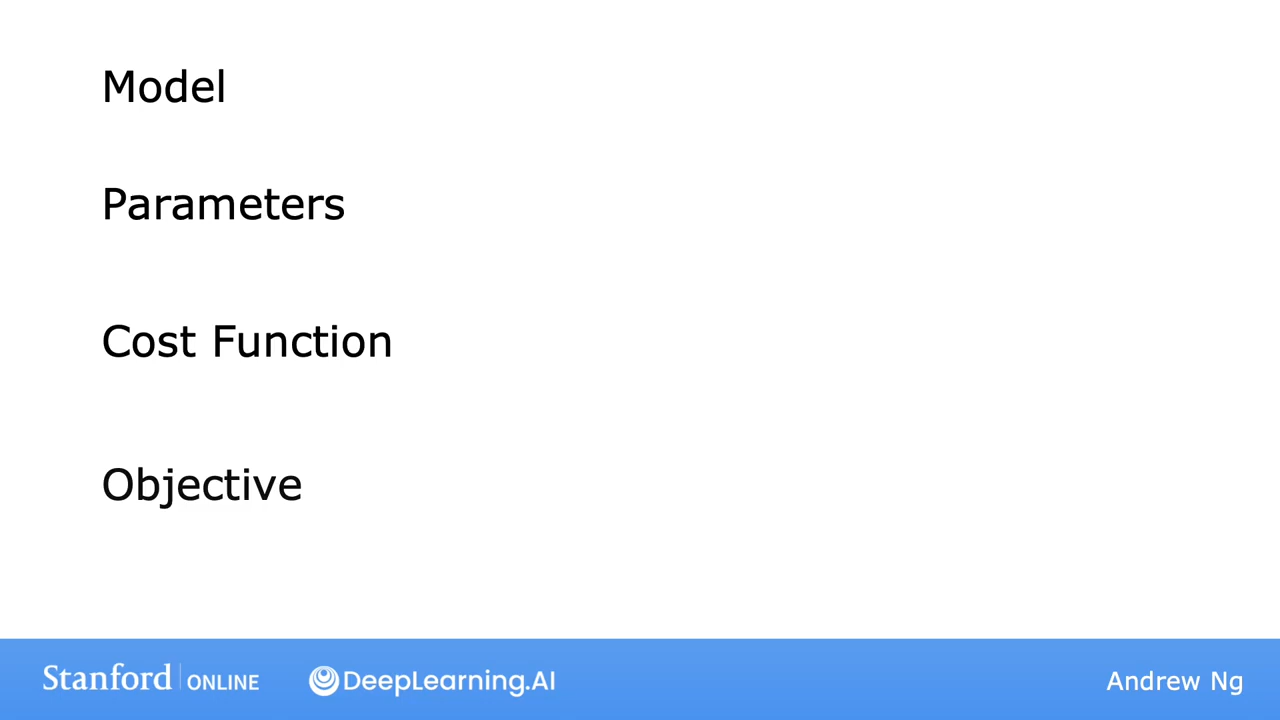 Model
Parameters
Cost Function
Objective
Stanford | ONLINE DeepLearning.AI Andrew Ng